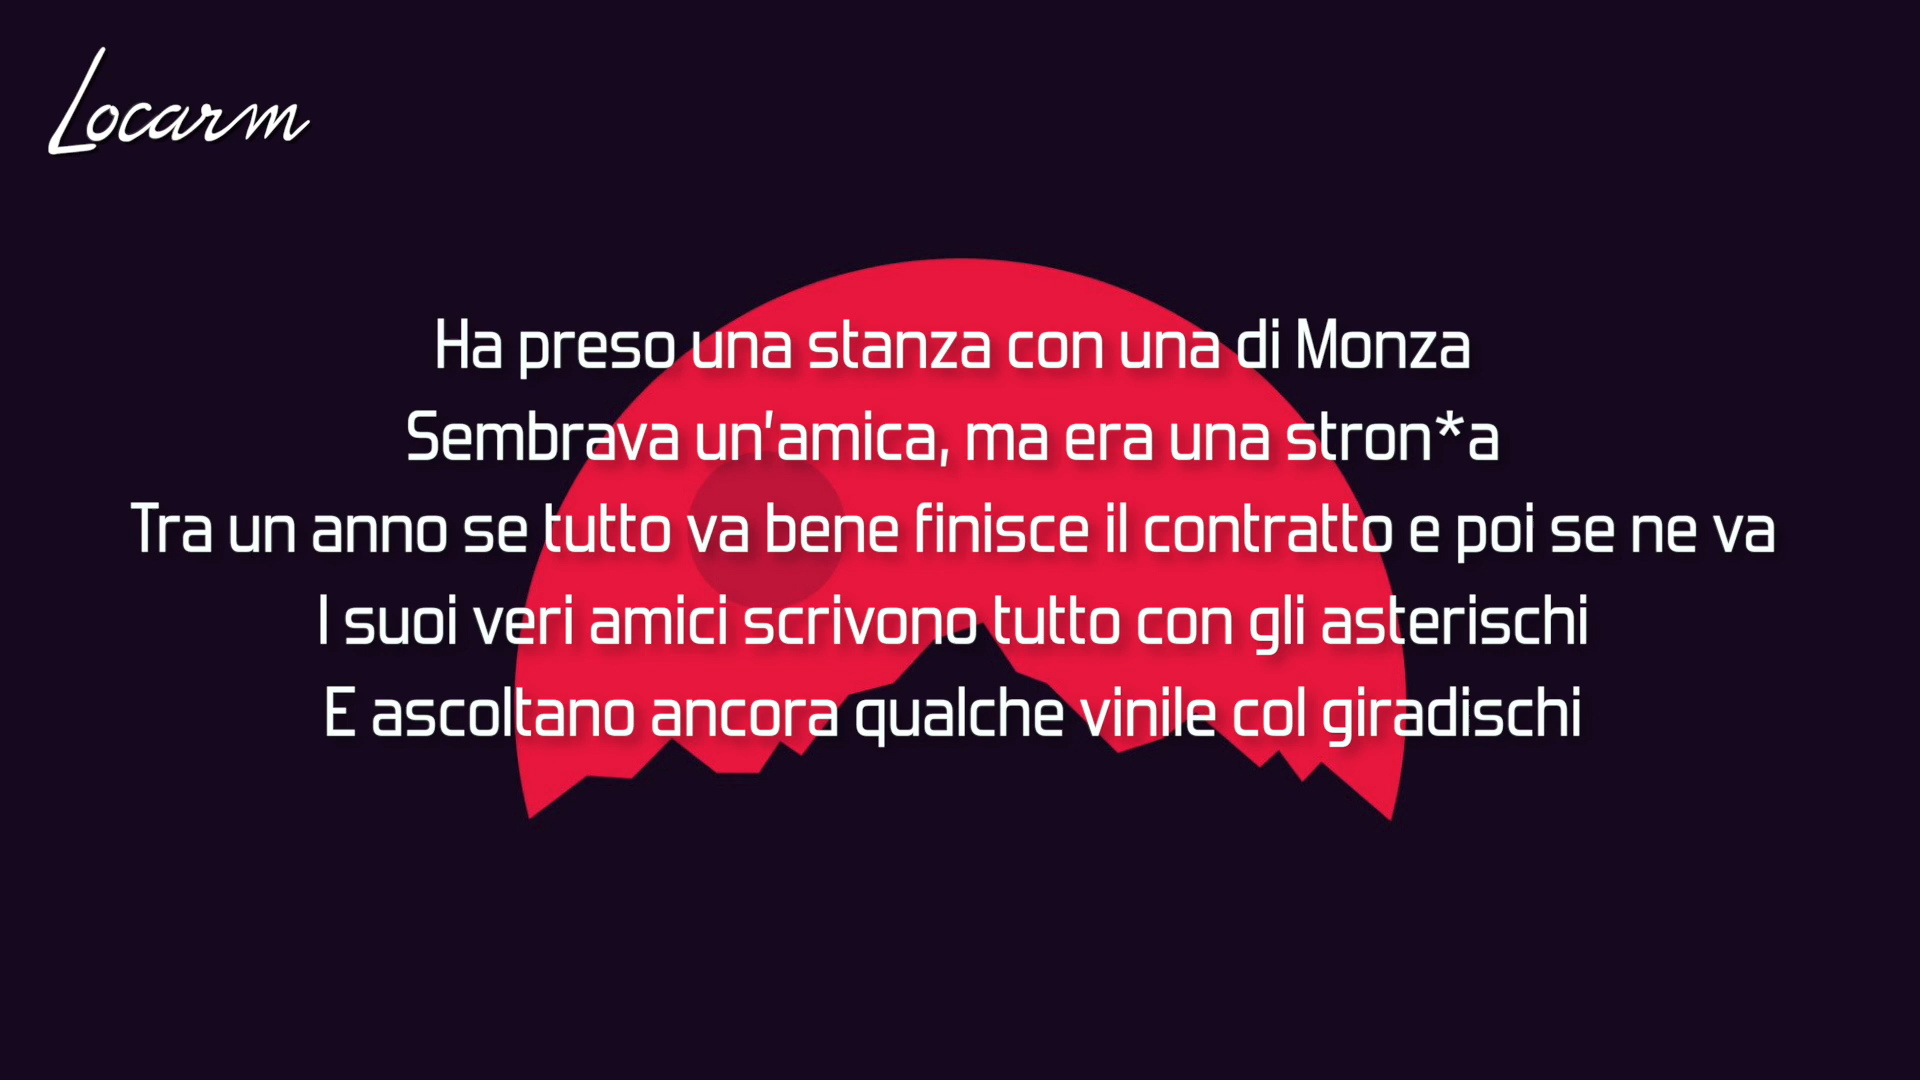 Locarm
Ha preso una stanza con una di Monza
Sembrava un'amica, ma era una stron*a
Tra un anno se tutto va bene finisce il contratto e poi se ne va
I suoi veri amici scrivono tutto con gli asterischi
E ascoltano ancora qualche vinile col giradischi